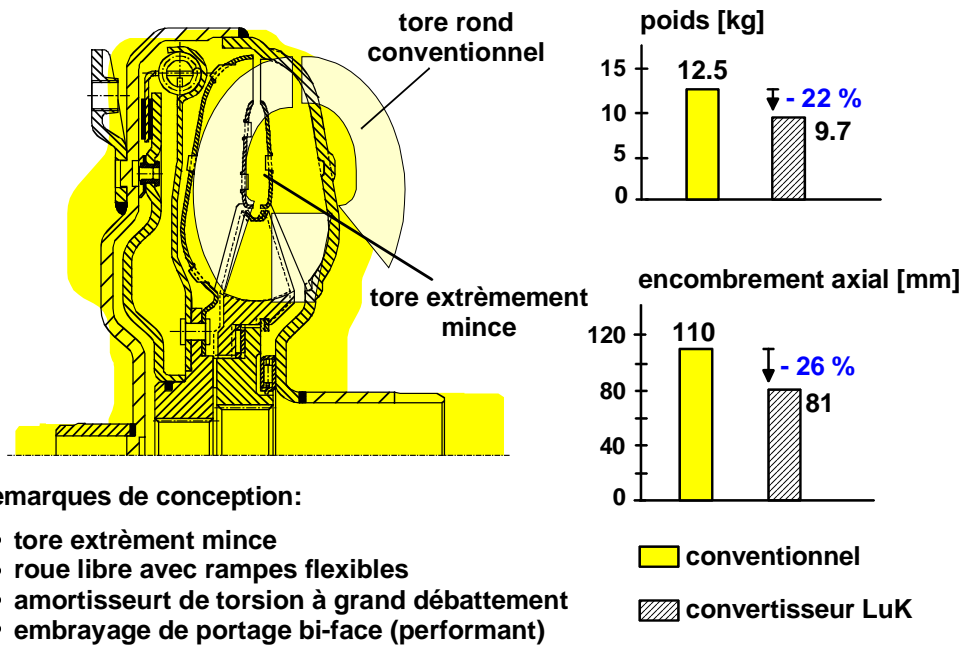 tore rond
conventionnel
tore extrèmement
mince
poids [kg]
15
10
5
0
12.5
- 22 %
9.7
encombrement axial [mm]
120
80
40
0
110
- 26 %
81
conventionnel
convertisseur LuK
emarques de conception:
• tore extrèment mince
• roue libre avec rampes flexibles
• amortisseurt de torsion à grand débattement
• embrayage de portage bi-face (performant)